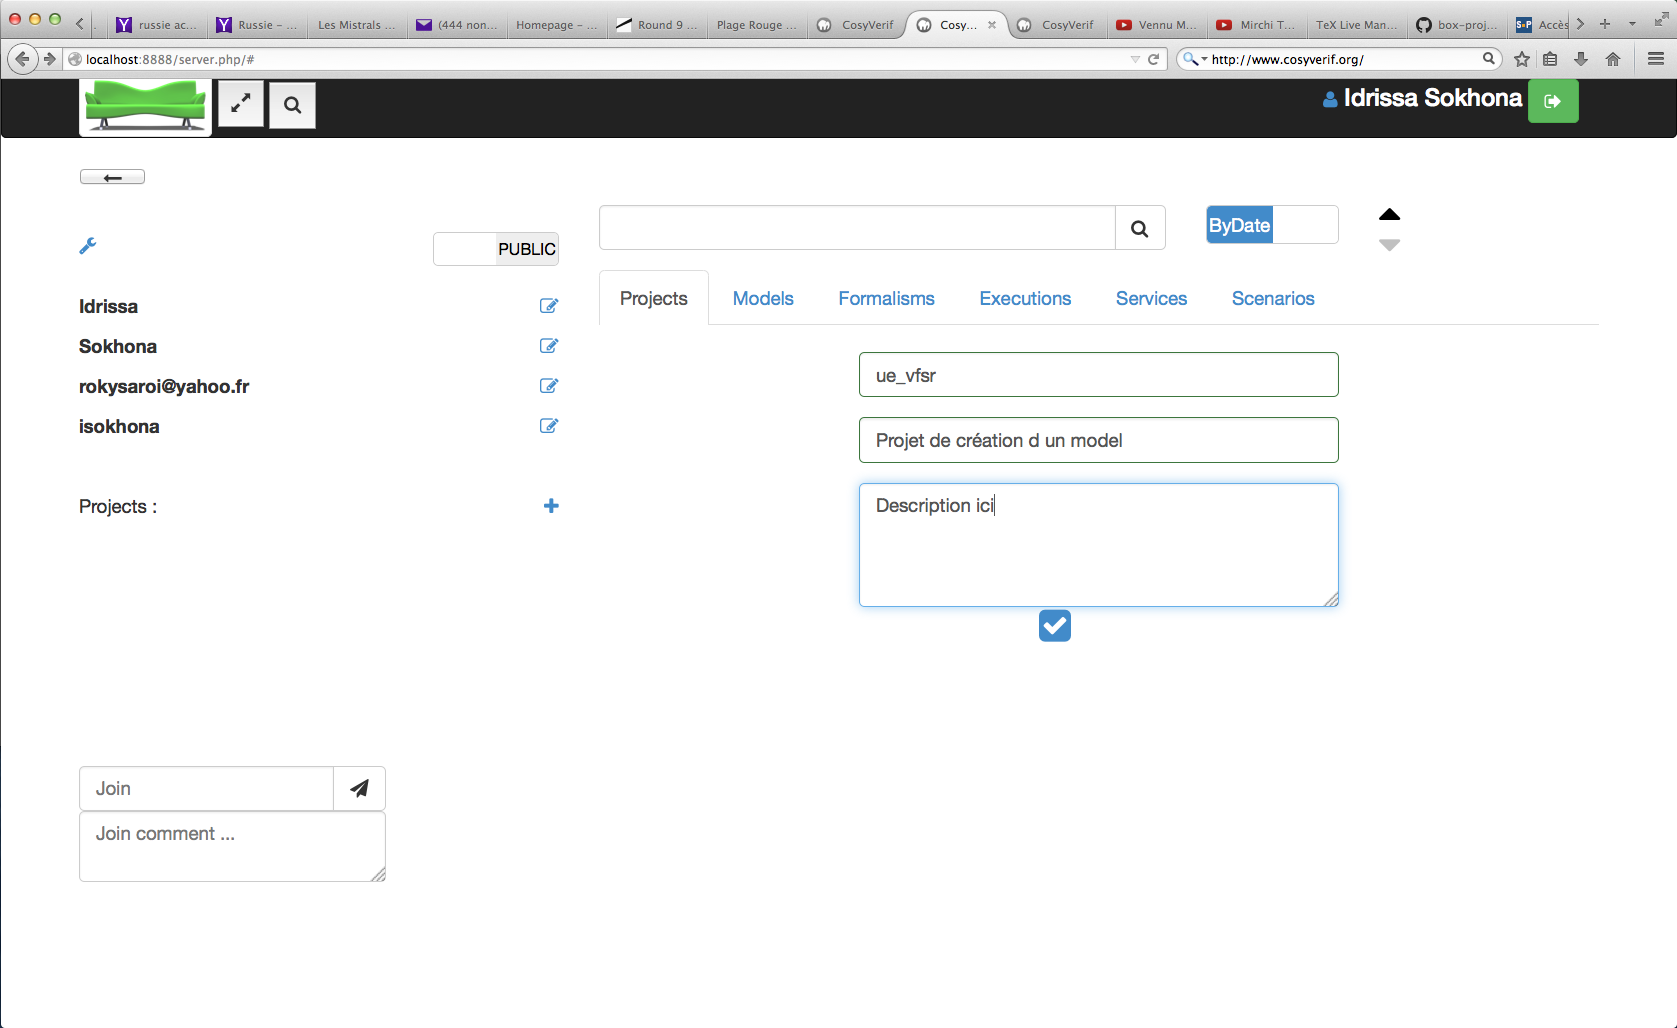 russie ac...
Russie – ...
Les Mistrals ...
(444 non...
Homepage – ...
Round 9 ...
Plage Rouge ...
CosyVerif
Cosy...
CosyVerif
Vennu M...
Mirchi T...
TeX Live Man...
box-proj...
Accès
localhost:8888/server.php/#
http://www.cosyverif.org/
Idrissa Sokhona
ByDate
PUBLIC
Projects
Models
Formalisms
Executions
Services
Scenarios
Idrissa
Sokhona
rokysaroi@yahoo.fr
isokhona
Projects :
ue_vfsr
Projet de création d un model
Description ici
Join
Join comment ...